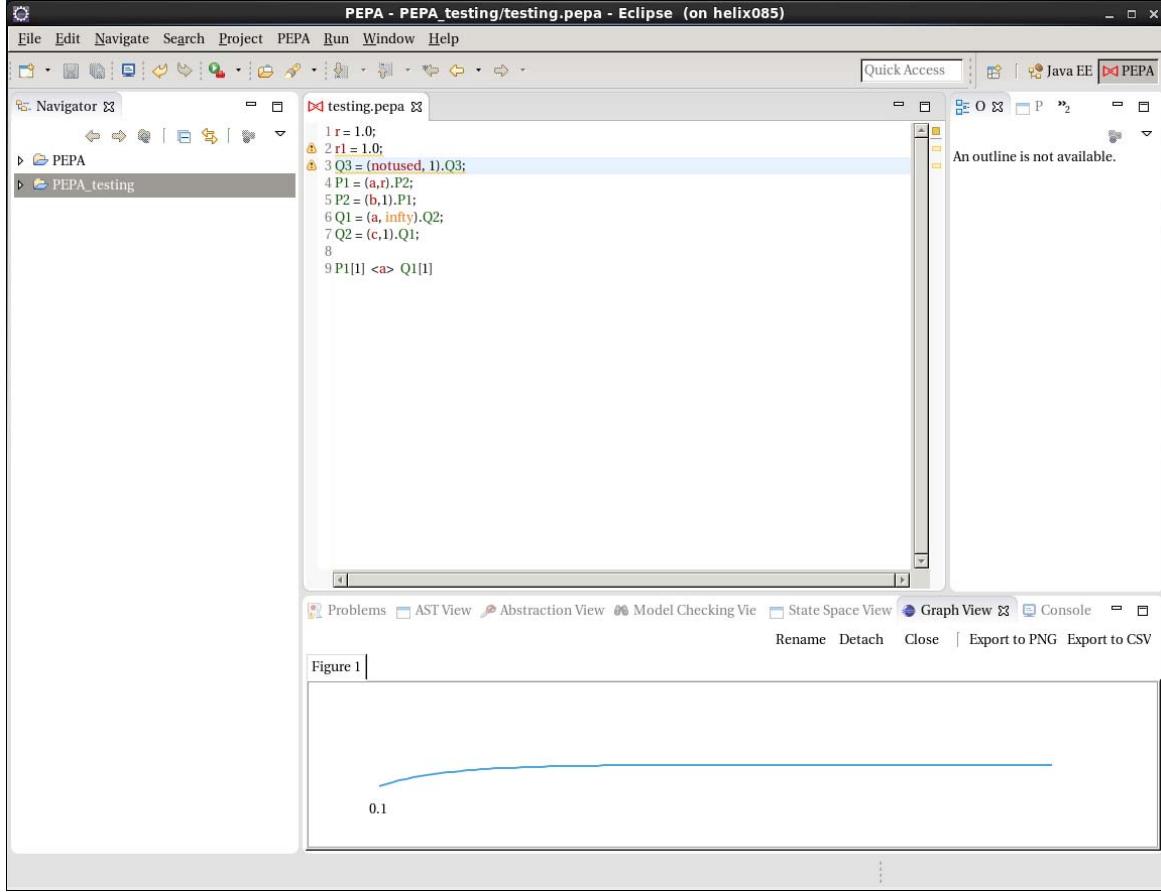 PEPA - PEPA_testing/testing.pepa - Eclipse (on helix085)
File Edit Navigate Search Project PEPA Run Window Help
Quick Access
Java EE
PEPA
Navigator
PEPA
PEPA_testing
testing.pepa
1 r = 1.0;
2 r1 = 1.0;
3 Q3 = (notused, 1).Q3;
4 P1 = (a,r).P2;
5 P2 = (b,1).P1;
6 Q1 = (a, infty).Q2;
7 Q2 = (c,1).Q1;
8
9 P1[1] <a> Q1[1]
O P »2
An outline is not available.
Problems AST View Abstraction View Model Checking Vie State Space View Graph View Console
Rename Detach Close Export to PNG Export to CSV
Figure 1
0.1